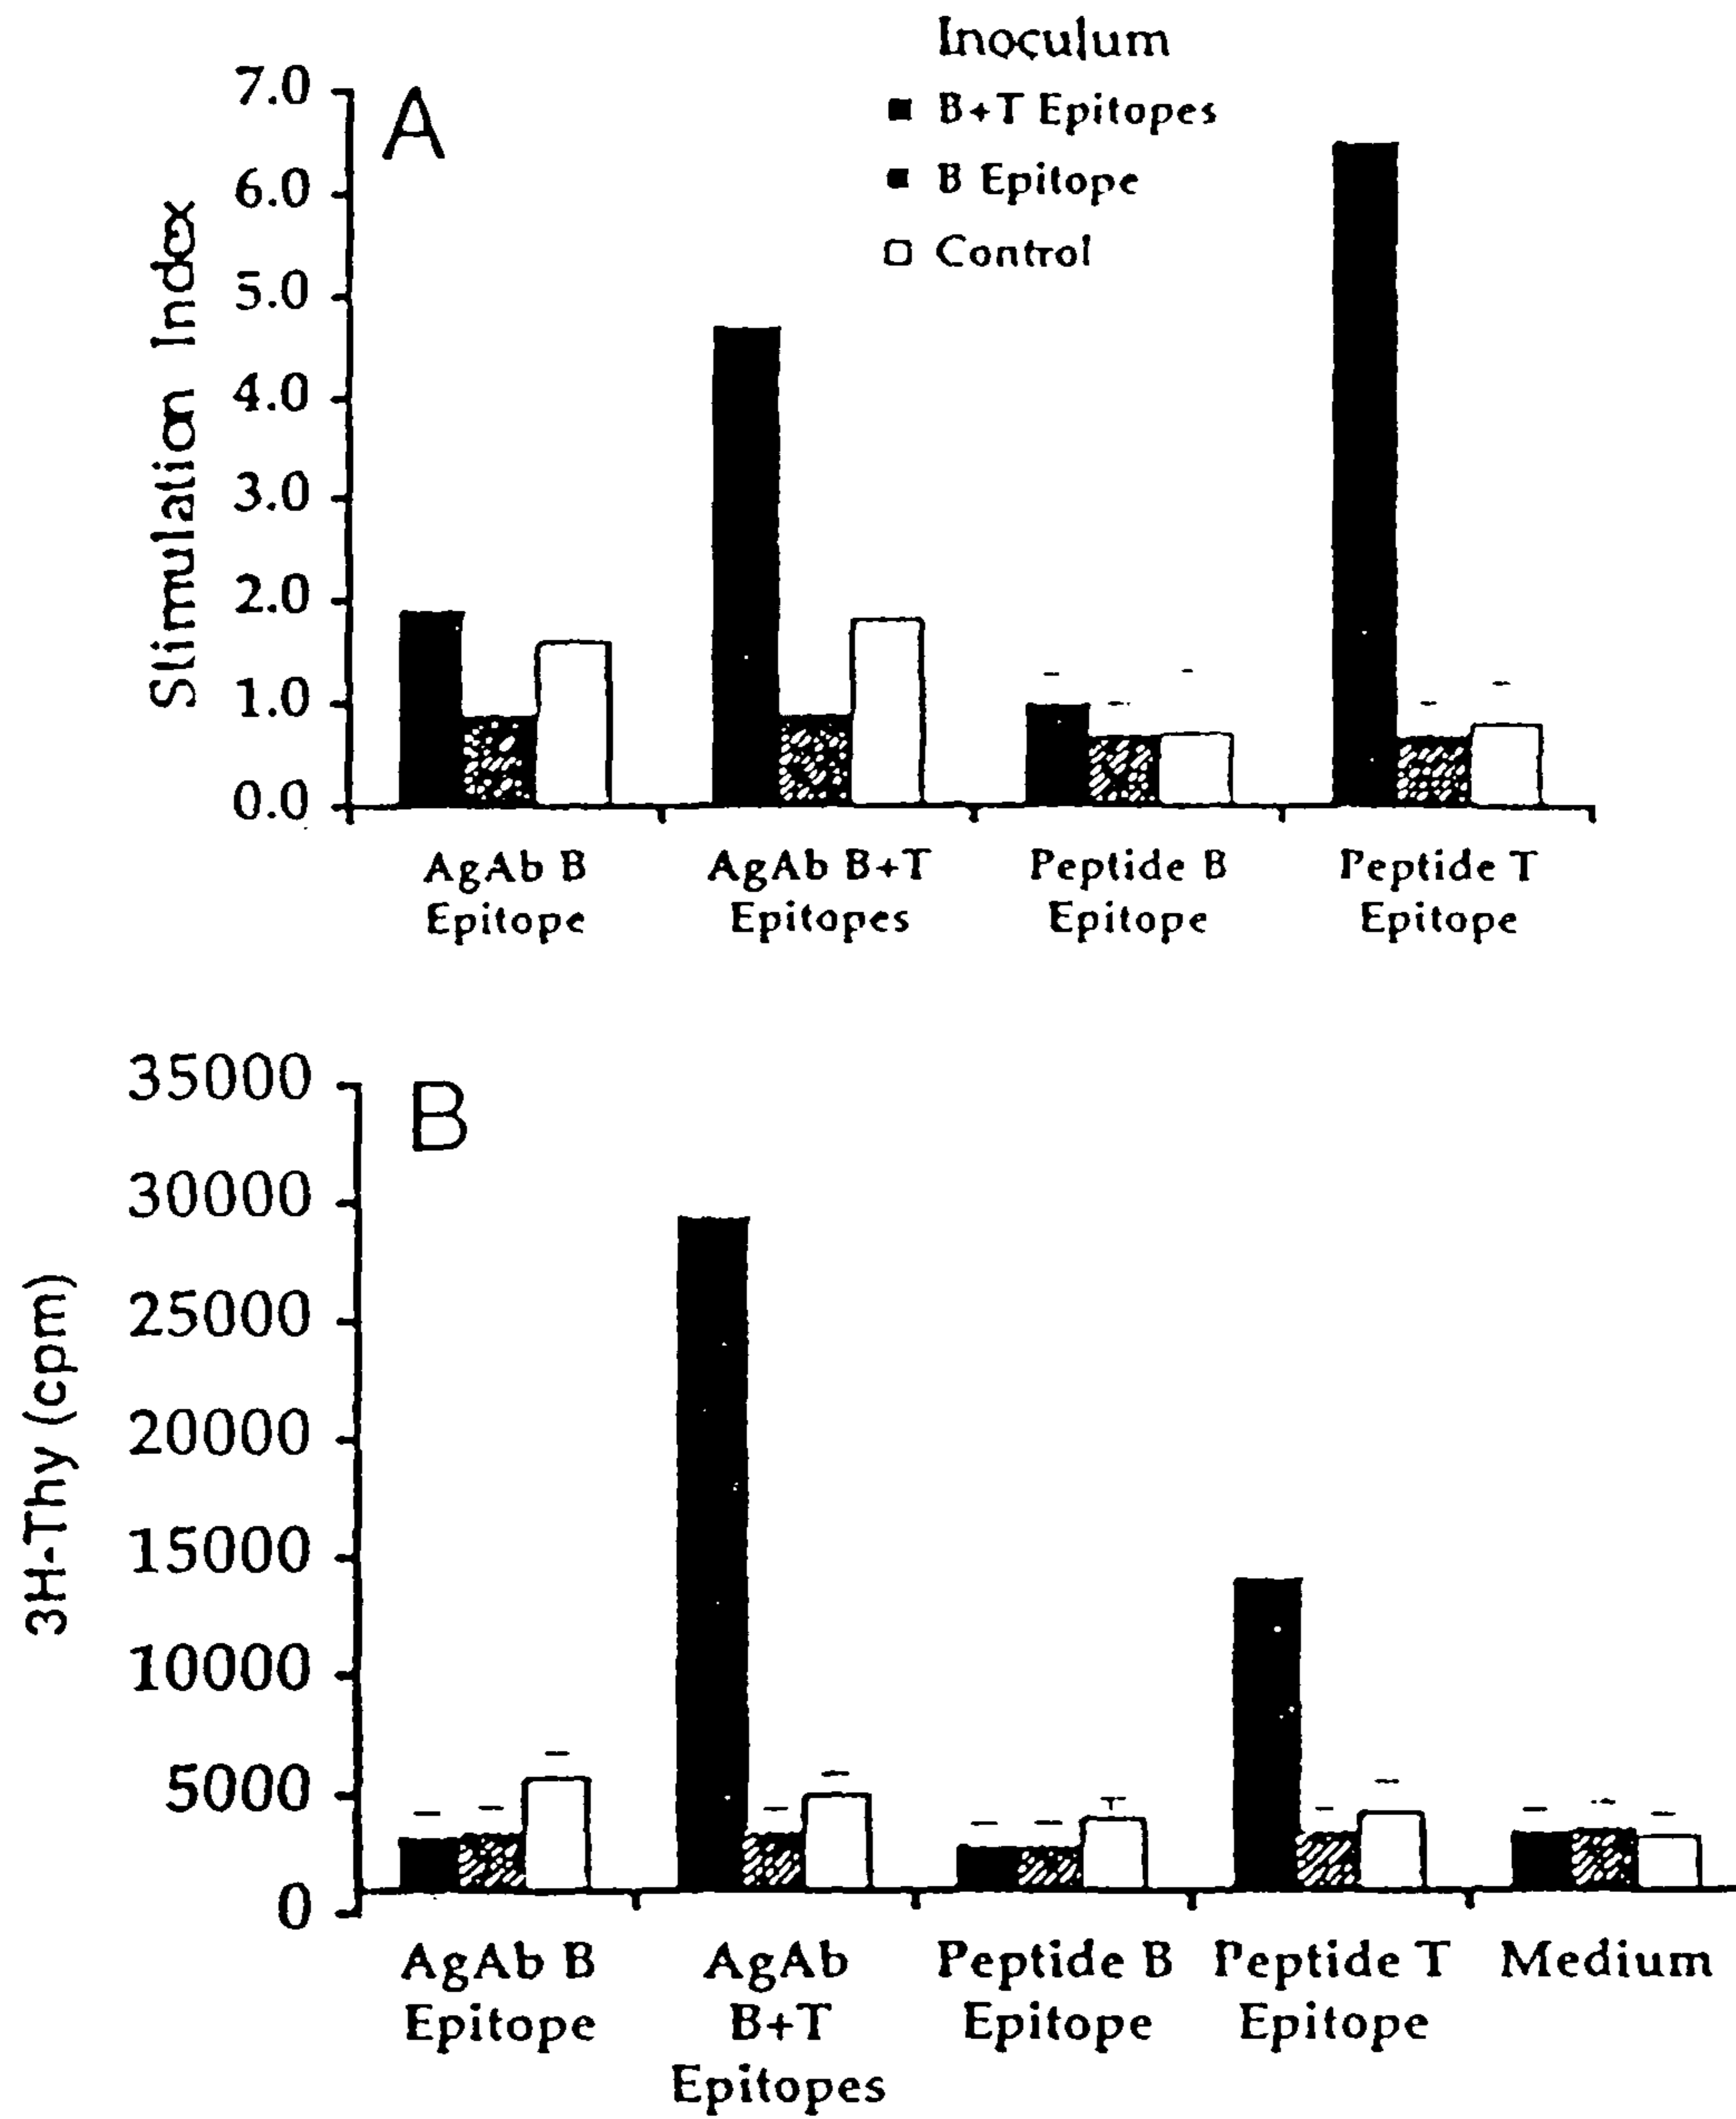 Inoculum
B+T Epitopes
B Epitope
Control
A
7.0
6.0
5.0
4.0
3.0
2.0
1.0
0.0
Stimulation Index
AgAb B
Epitope
AgAb B+T
Epitopes
Peptide B
Epitope
Peptide T
Epitope
B
35000
30000
25000
20000
15000
10000
5000
0
3H-Thy (cpm)
AgAb B
Epitope
AgAb
B+T
Epitopes
Peptide B
Epitope
Peptide T
Epitope
Medium